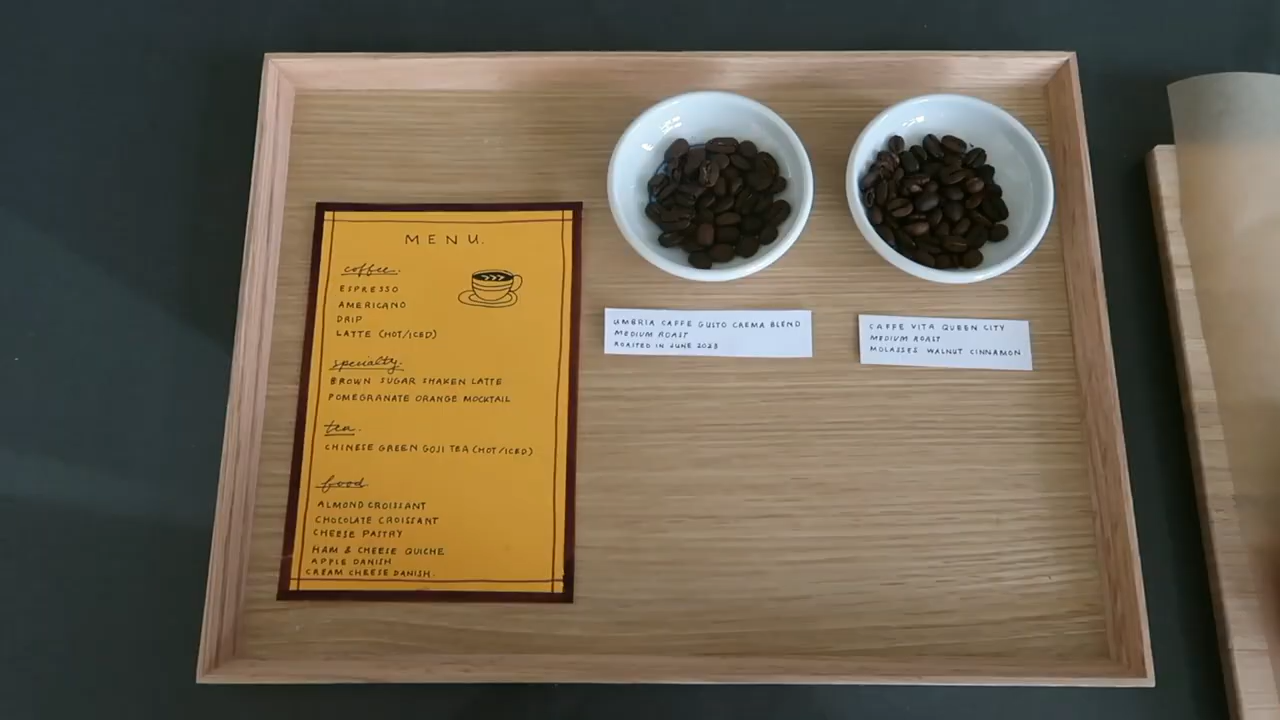 MENU.
coffee.
ESPRESSO
AMERICANO
DRIP
LATTE (HOT/ICED)
specialty.
BROWN SUGAR SHAKEN LATTE
POMEGRANATE ORANGE MOCKTAIL
tea.
CHINESE GREEN GOJI TEA (HOT/ICED)
food.
ALMOND CROISSANT
CHOCOLATE CROISSANT
CHEESE PASTRY
HAM & CHEESE QUICHE
APPLE DANISH
CREAM CHEESE DANISH.
UMBRIA CAFFE GUSTO CREMA BLEND
MEDIUM ROAST
ROASTED IN JUNE 2023
CAFFE VITA QUEEN CITY
MEDIUM ROAST
MOLASSES WALNUT CINNAMON